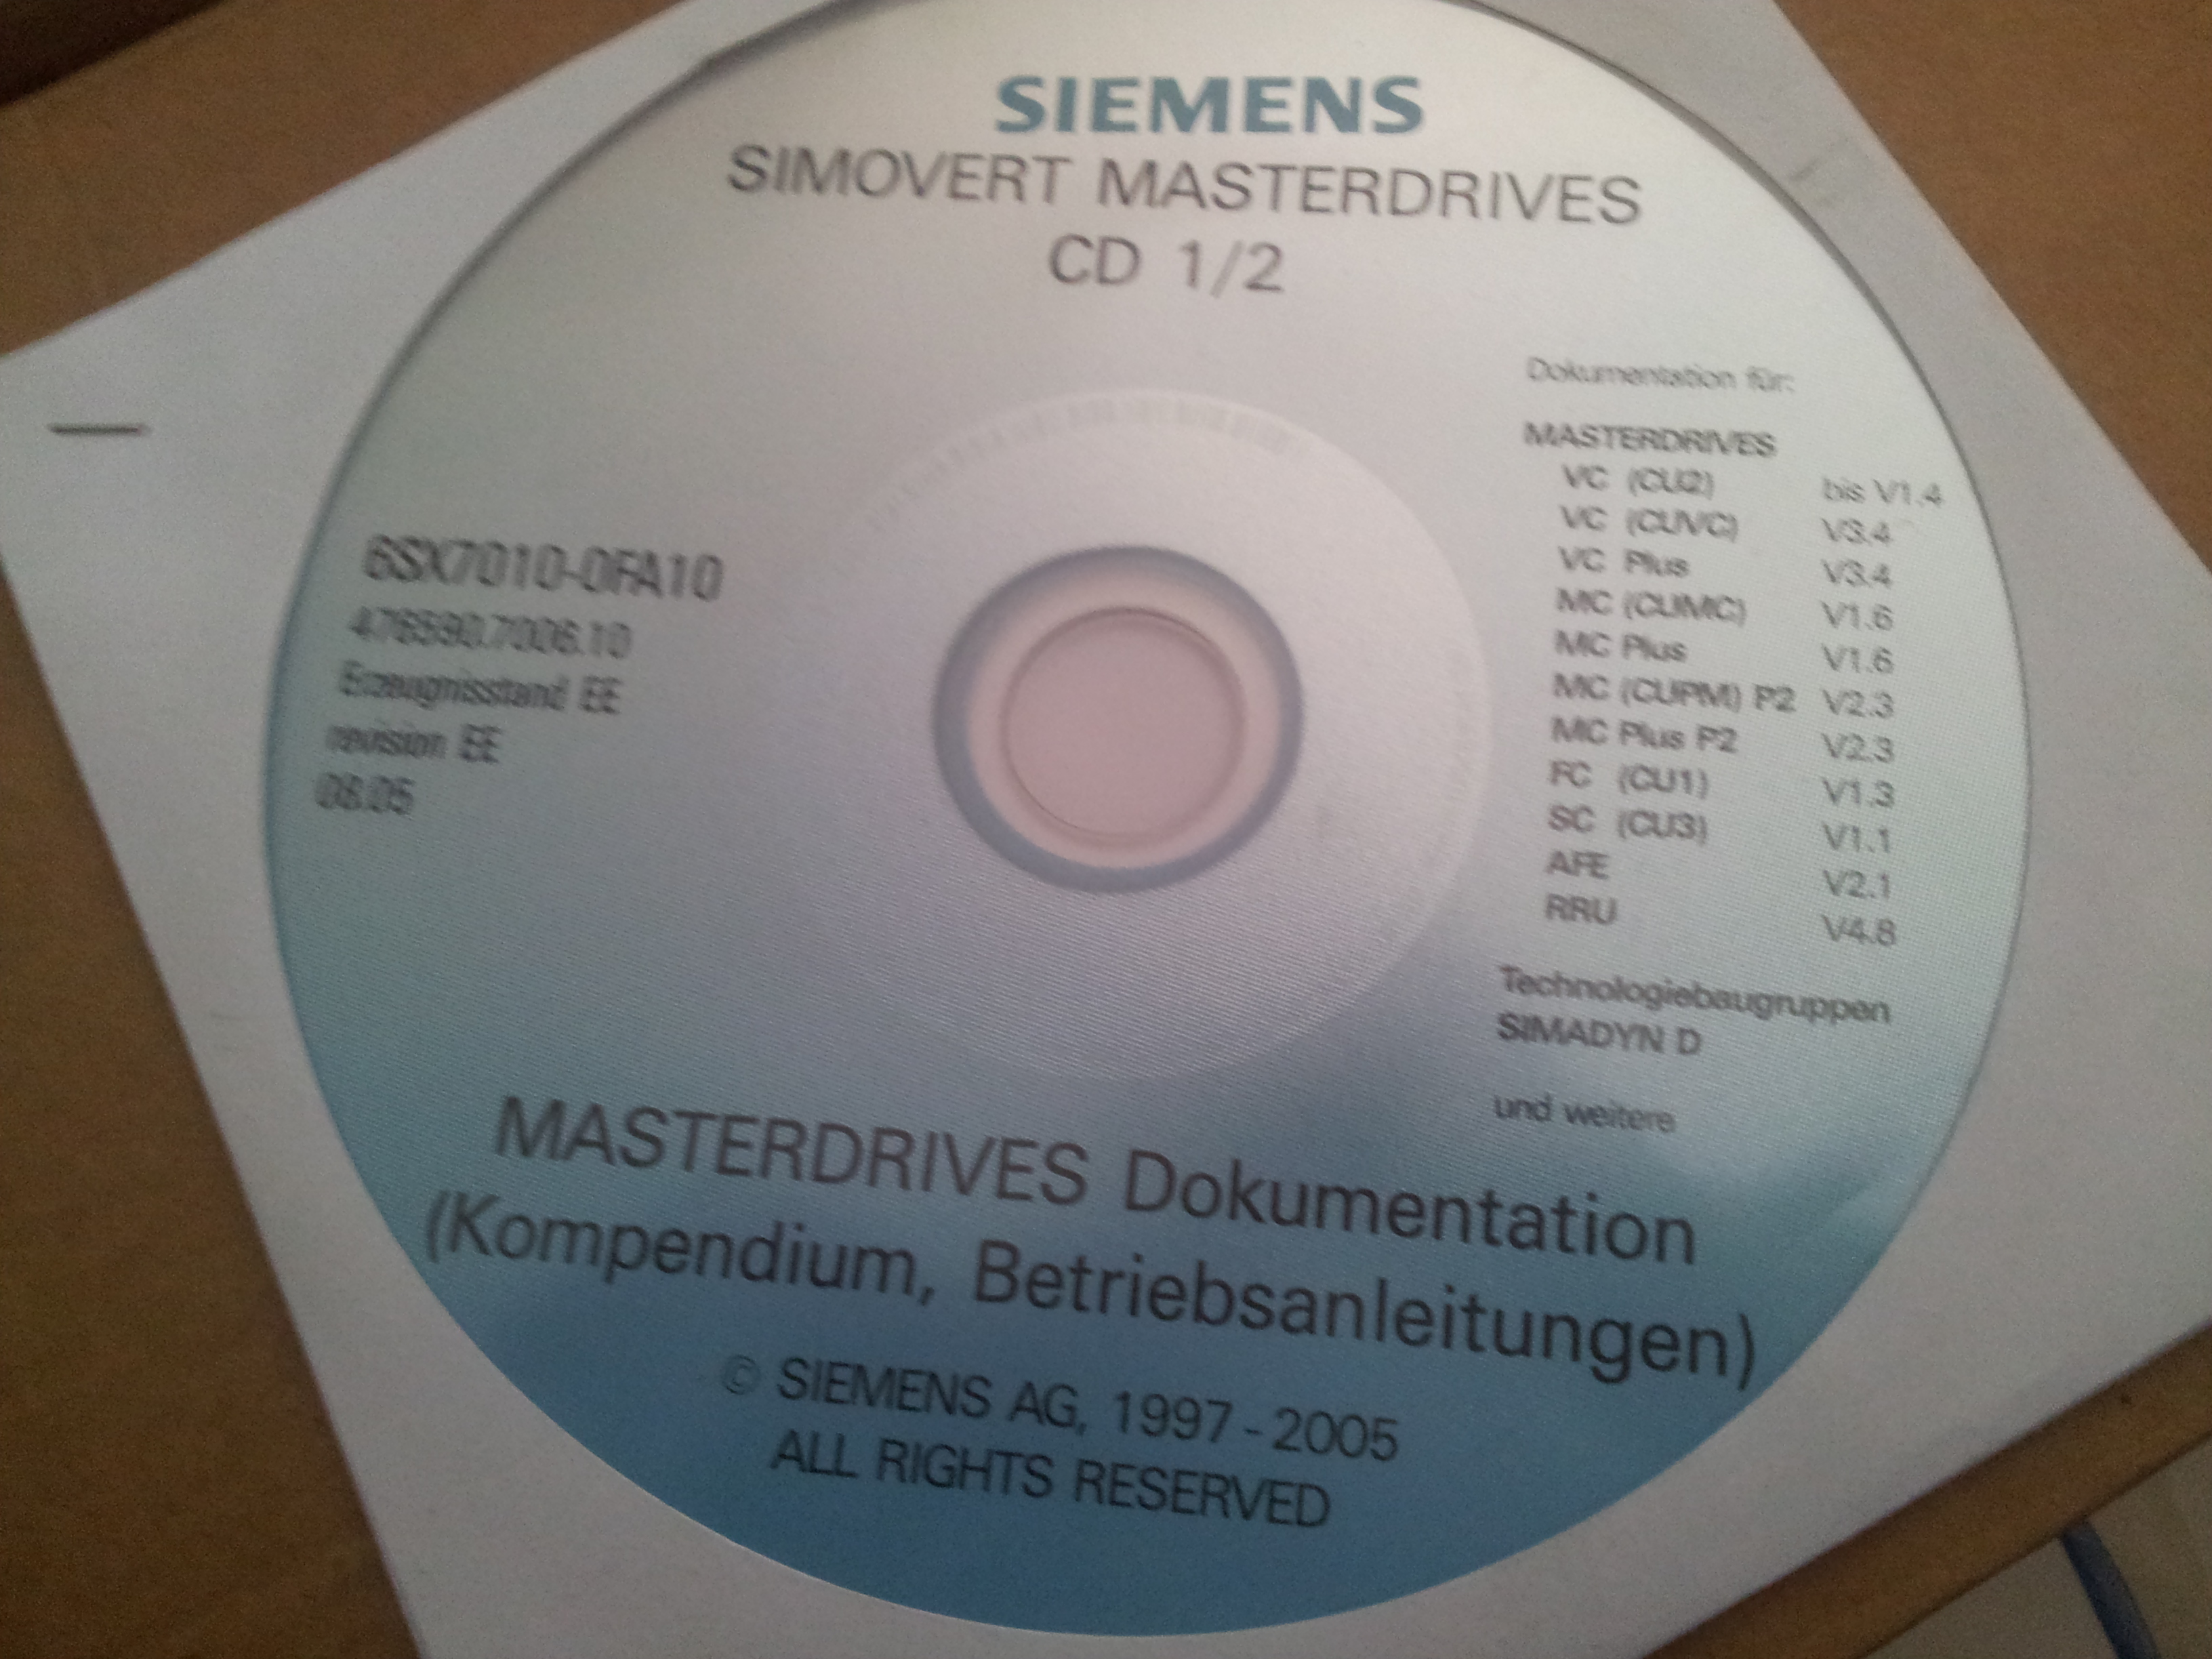 SIEMENS
SIMOVERT MASTERDRIVES
CD 1/2
6SX7010-0FA10
476590.7006.10
Erzeugnisstand EE
revision EE
08.05
Dokumentation für:
MASTERDRIVES
VC (CU2) bis V1.4
VC (CUVC) V3.4
VC Plus V3.4
MC (CUMC) V1.6
MC Plus V1.6
MC (CUPM) P2 V2.3
MC Plus P2 V2.3
FC (CU1) V1.3
SC (CU3) V1.1
AFE V2.1
RRU V4.8
Technologiebaugruppen
SIMADYN D
und weitere
MASTERDRIVES Dokumentation
(Kompendium, Betriebsanleitungen)
© SIEMENS AG, 1997 - 2005
ALL RIGHTS RESERVED